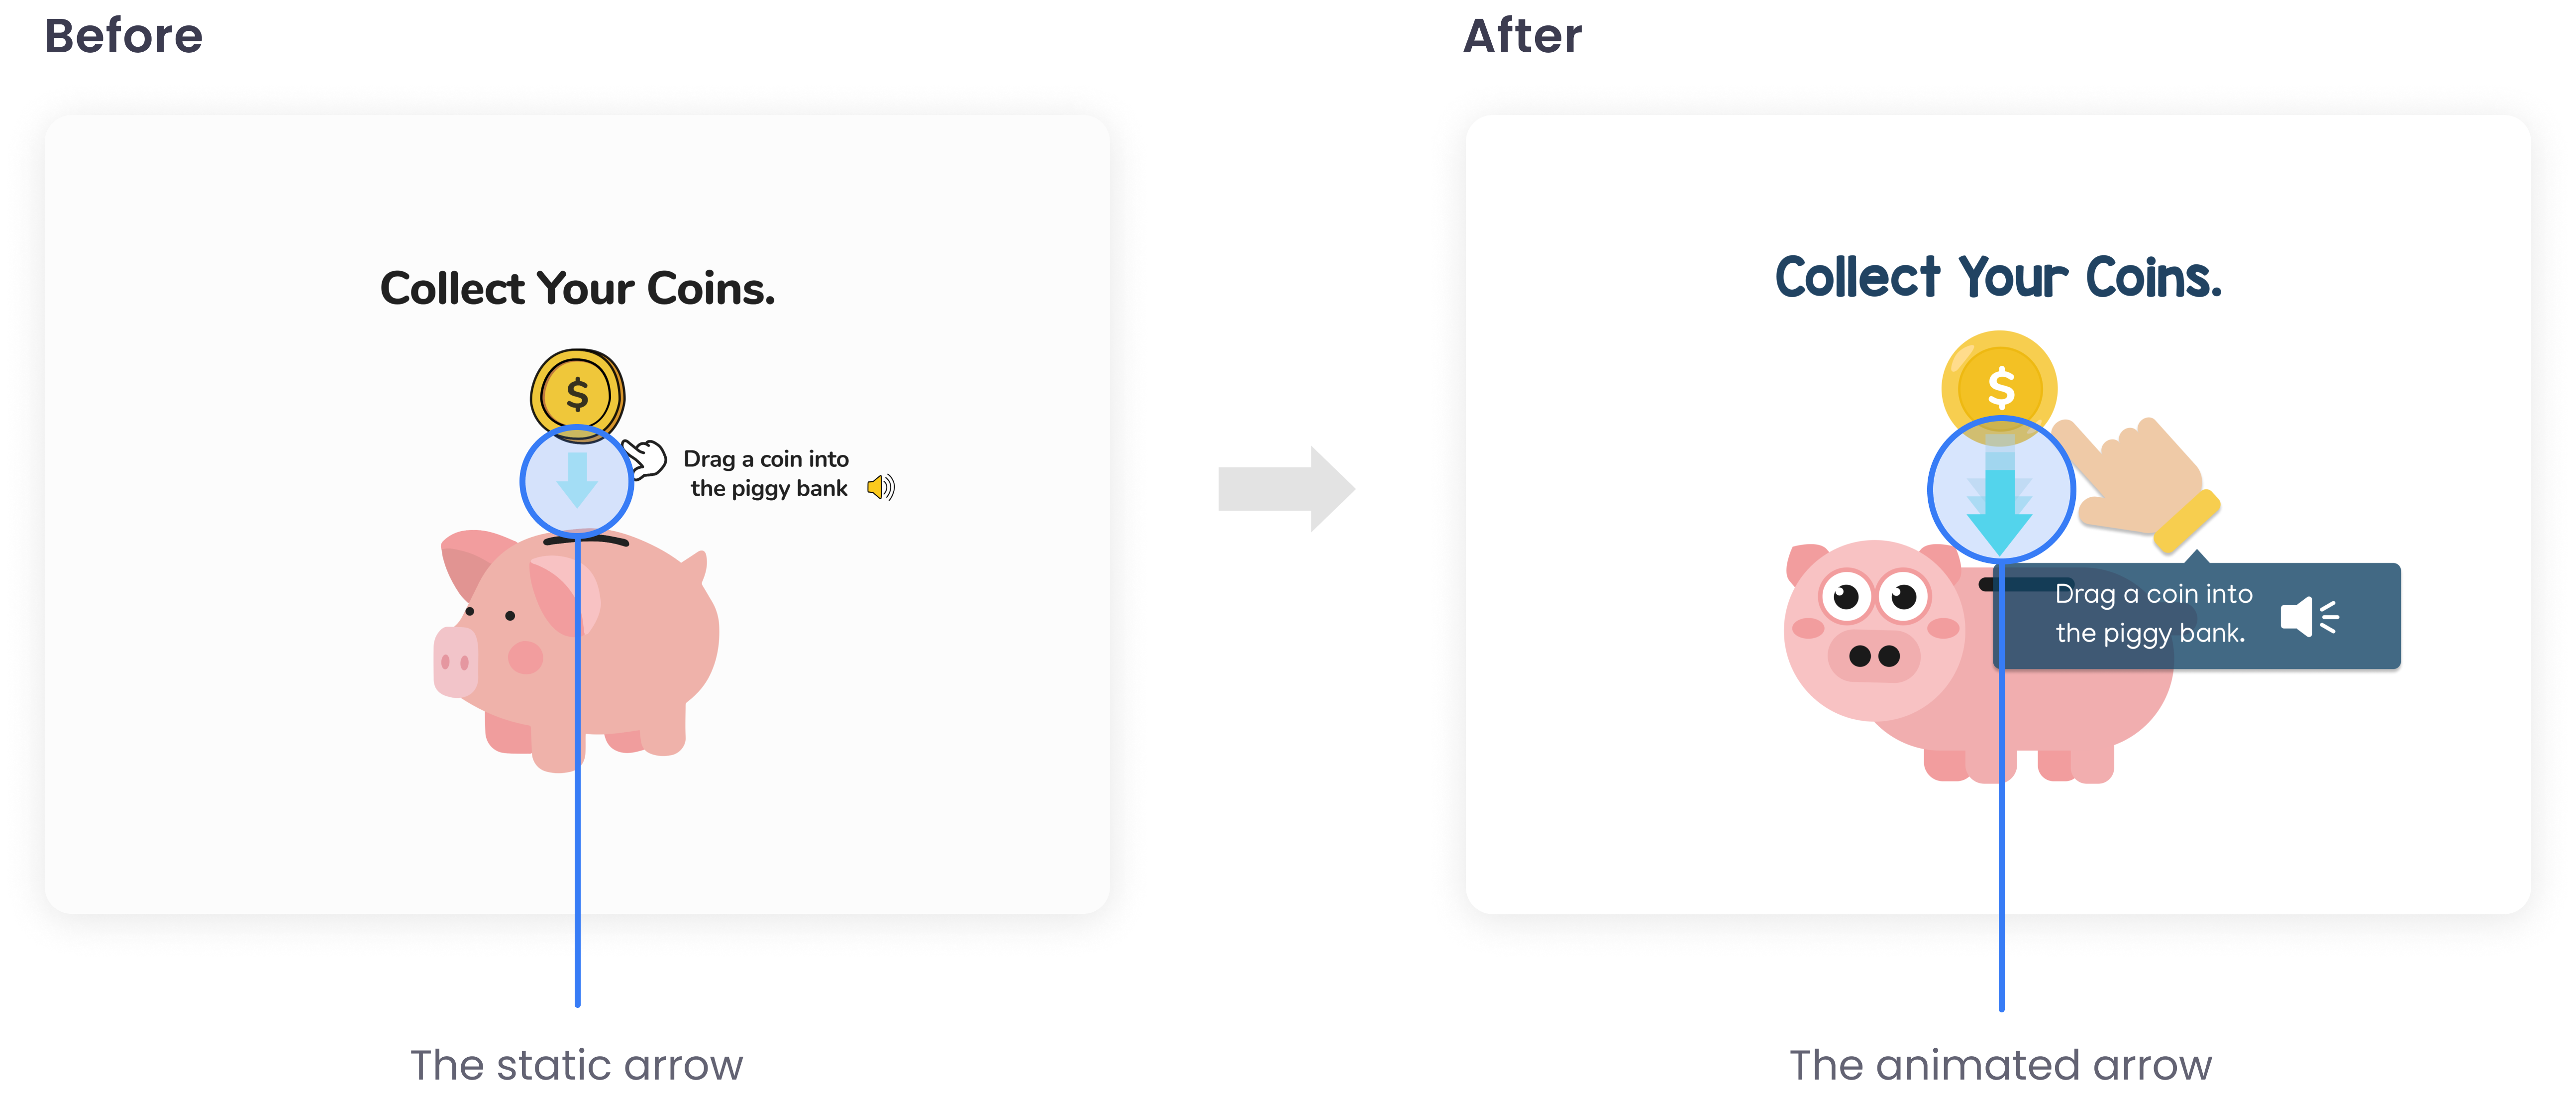 Before
After
Collect Your Coins.
$
Drag a coin into
the piggy bank
The static arrow
Collect Your Coins.
$
Drag a coin into
the piggy bank.
The animated arrow